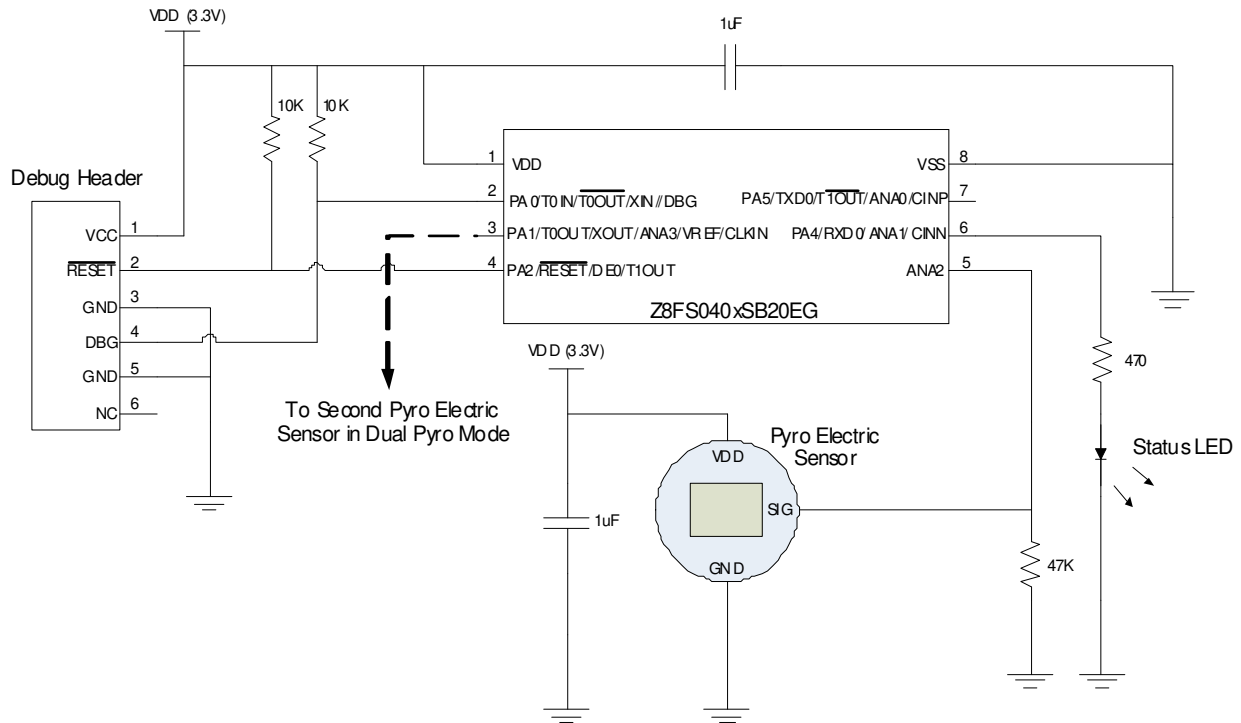 VDD (3.3V)
1uF
10K
10K
Debug Header
VCC
1
RESET
2
GND
3
DBG
4
GND
5
NC
6
1
VDD
2
PA0/T0IN/T0OUT/XIN//DBG
3
PA1/T0OUT/XOUT/ANA3/VREF/CLKIN
4
PA2/RESET/DE0/T1OUT
VSS
8
PA5/TXD0/T1OUT/ANA0/CINP
7
PA4/RXD0/ANA1/CINN
6
ANA2
5
Z8FS040xSB20EG
To Second Pyro Electric
Sensor in Dual Pyro Mode
VDD (3.3V)
1uF
Pyro Electric
Sensor
VDD
SIG
GND
47K
470
Status LED